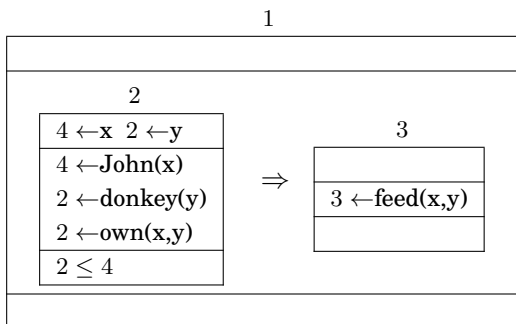 1
2
4 ←x 2 ←y
4 ←John(x)
2 ←donkey(y)
2 ←own(x,y)
2 ≤ 4
⇒
3
3 ←feed(x,y)